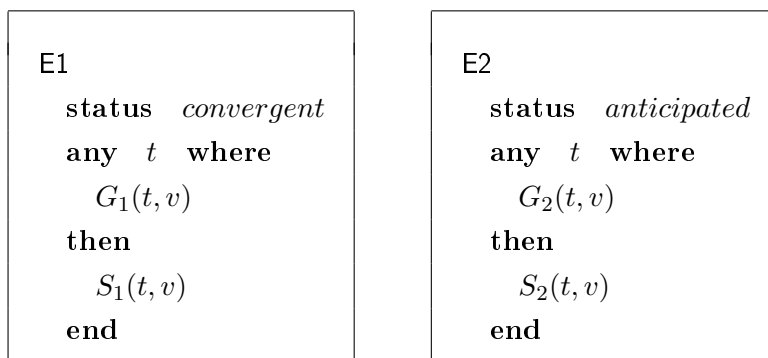 E1
status convergent
any t where
G₁(t, v)
then
S₁(t, v)
end
E2
status anticipated
any t where
G₂(t, v)
then
S₂(t, v)
end